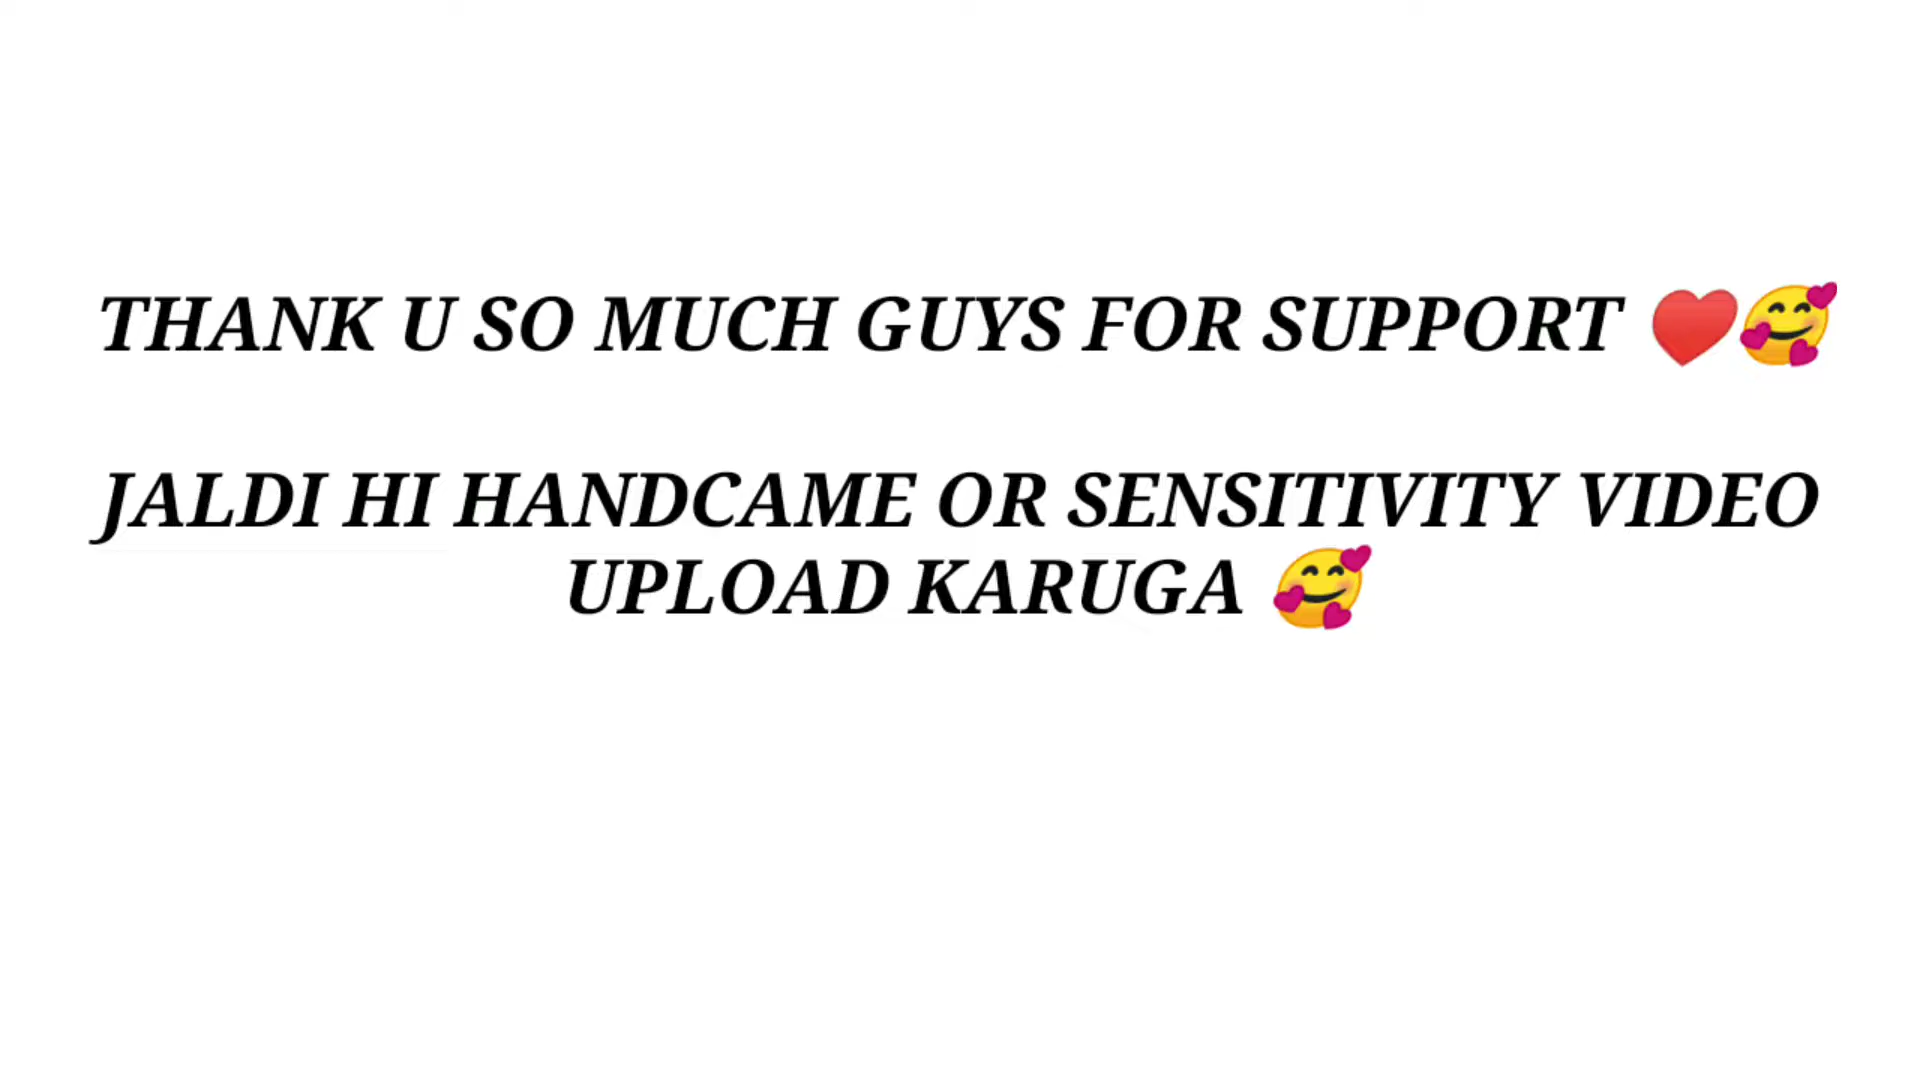 THANK U SO MUCH GUYS FOR SUPPORT ♥️🥰
JALDI HI HANDCAME OR SENSITIVITY VIDEO
UPLOAD KARUGA 🥰